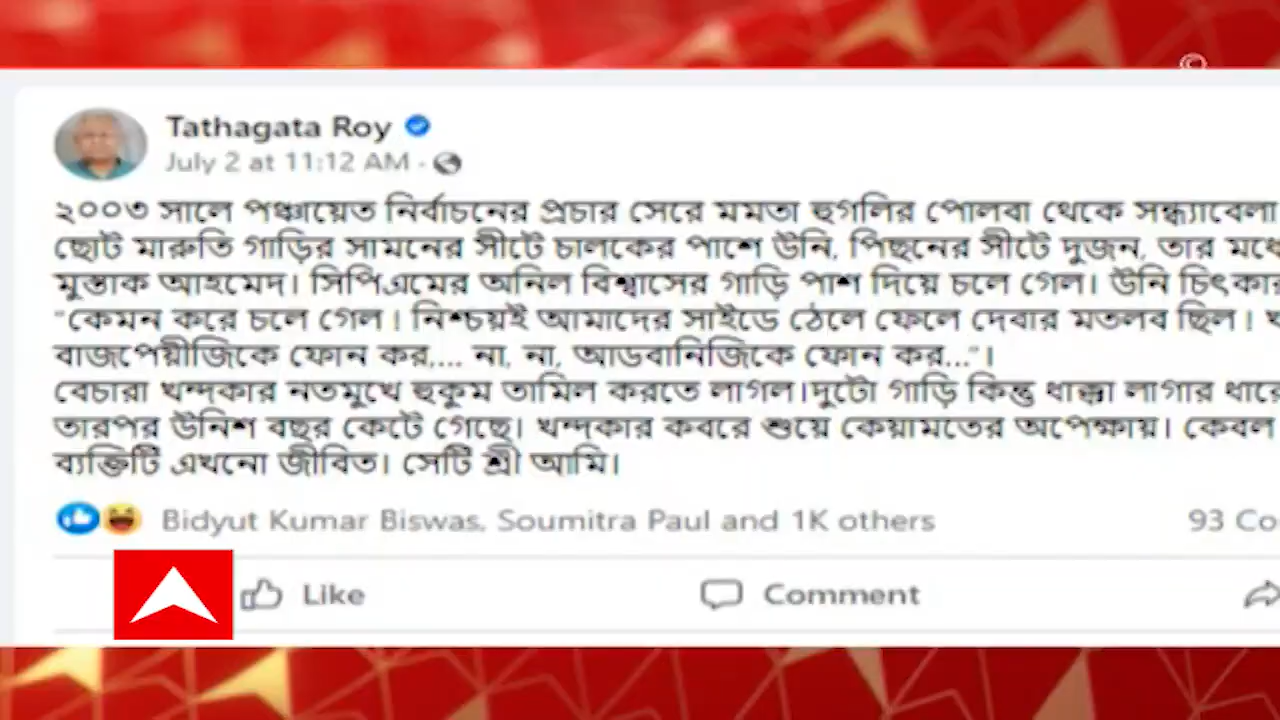 ©
Tathagata Roy
July 2 at 11:12 AM ·
২০০৩ সালে পঞ্চায়েত নির্বাচনের প্রচার সেরে মমতা হুগলির পোলবা থেকে সন্ধ্যাবেলা
ছোট মারুতি গাড়ির সামনের সীটে চালকের পাশে উনি, পিছনের সীটে দুজন, তার মধ্যে
মুস্তাক আহমেদ। সিপিএমের অনিল বিশ্বাসের গাড়ি পাশ দিয়ে চলে গেল। উনি চিৎকার
"কেমন করে চলে গেল। নিশ্চয়ই আমাদের সাইডে ঠেলে ফেলে দেবার মতলব ছিল।
বাজপেয়ীজিকে ফোন কর,... না, না, আডবানিজিকে ফোন কর..."।
বেচারা খন্দকার নতমুখে হুকুম তামিল করতে লাগল।দুটো গাড়ি কিন্তু ধাক্কা লাগার ধারে
তারপর উনিশ বছর কেটে গেছে। খন্দকার কবরে শুয়ে কেয়ামতের অপেক্ষায়। কেবল
ব্যক্তিটি এখনো জীবিত। সেটি শ্রী আমি।
Bidyut Kumar Biswas, Soumitra Paul and 1K others
93 Co
Like
Comment